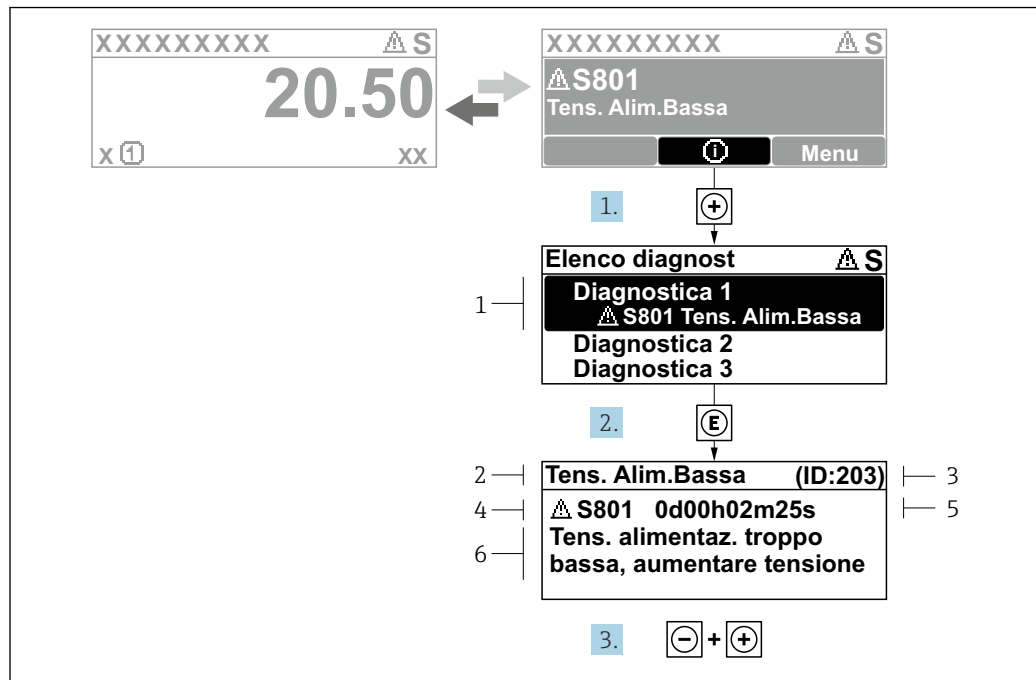 XXXXXXXXX ⚠ S
20.50
X 1 XX
XXXXXXXXX ⚠ S
⚠ S801
Tens. Alim.Bassa
i Menu
1. +
Elenco diagnost ⚠ S
1
Diagnostica 1
⚠ S801 Tens. Alim.Bassa
Diagnostica 2
Diagnostica 3
2. E
2 Tens. Alim.Bassa (ID:203) 3
4 ⚠ S801 0d00h02m25s 5
6
Tens. alimentaz. troppo
bassa, aumentare tensione
3. - + +